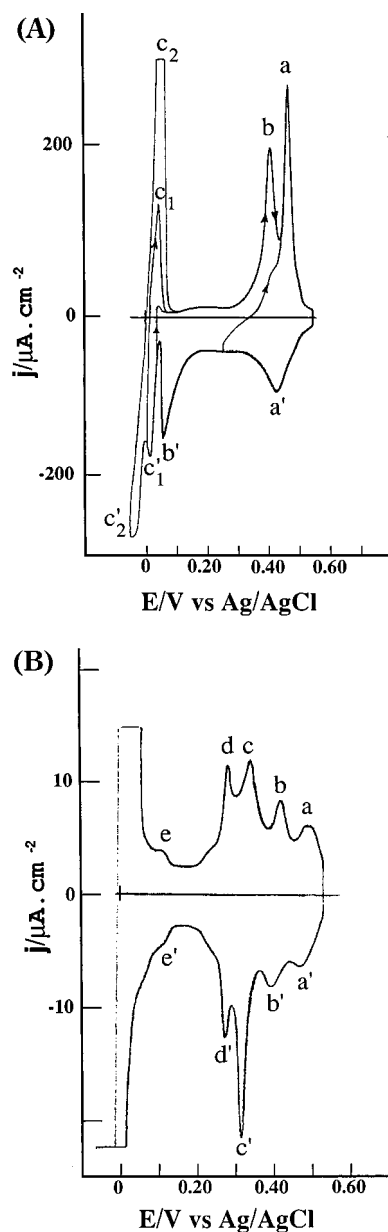 (A)
c₂
a
b
c₁
200
0
-200
j/µA.cm⁻²
a'
b'
c'₁
c'₂
0 0.20 0.40 0.60
E/V vs Ag/AgCl
(B)
d c
b
a
e
10
0
-10
j/µA.cm⁻²
e'
a'
b'
d'
c'
0 0.20 0.40 0.60
E/V vs Ag/AgCl